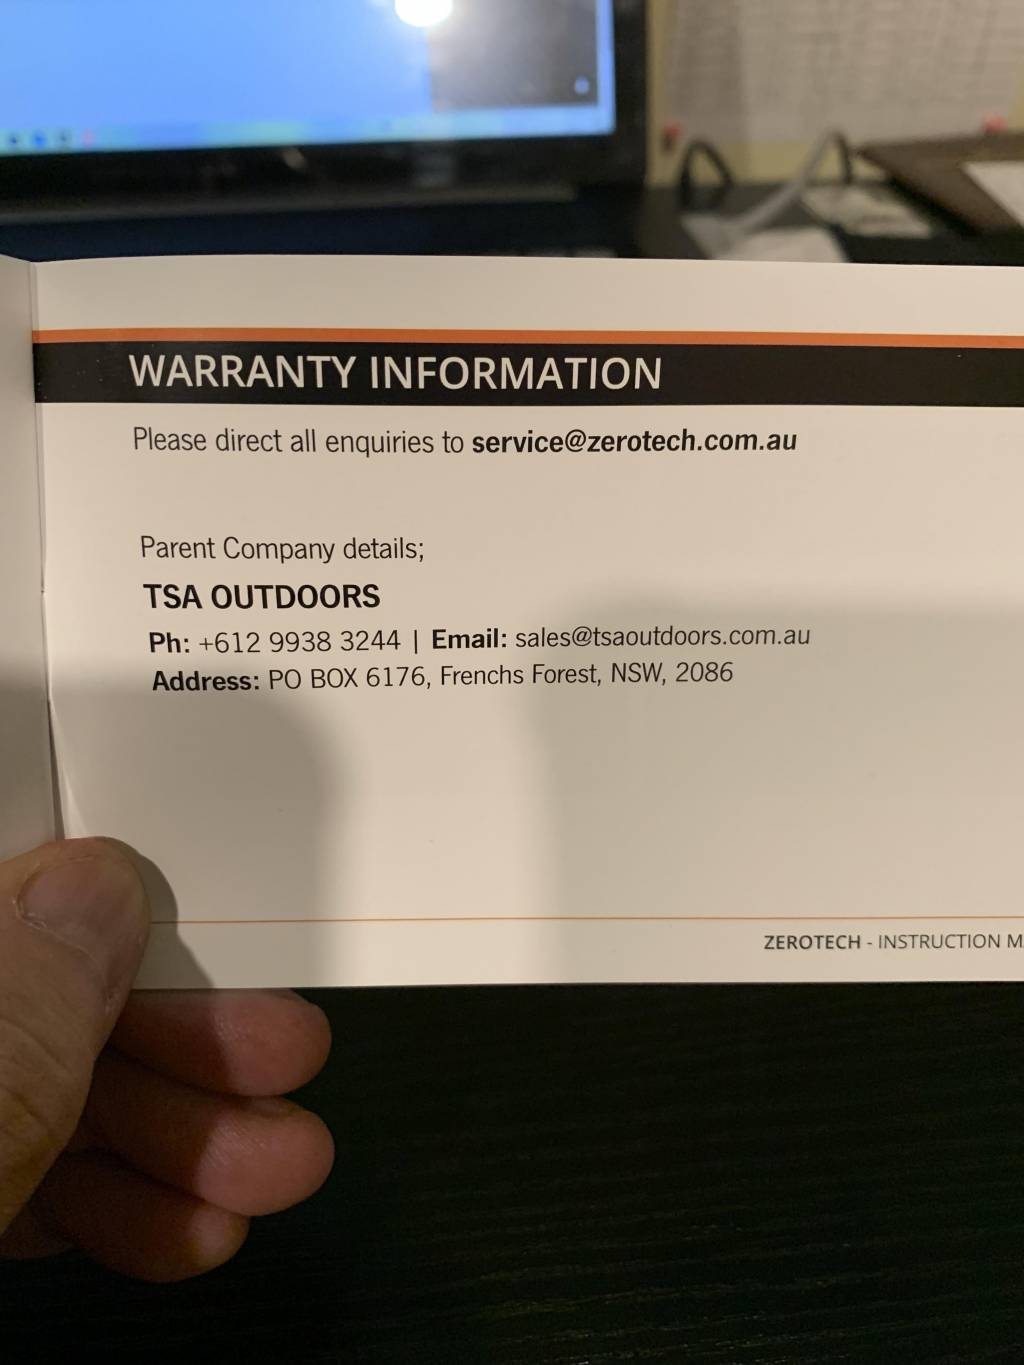 WARRANTY INFORMATION
Please direct all enquiries to service@zerotech.com.au
Parent Company details;
TSA OUTDOORS
Ph: +612 9938 3244 | Email: sales@tsaoutdoors.com.au
Address: PO BOX 6176, Frenchs Forest, NSW, 2086
ZEROTECH - INSTRUCTION